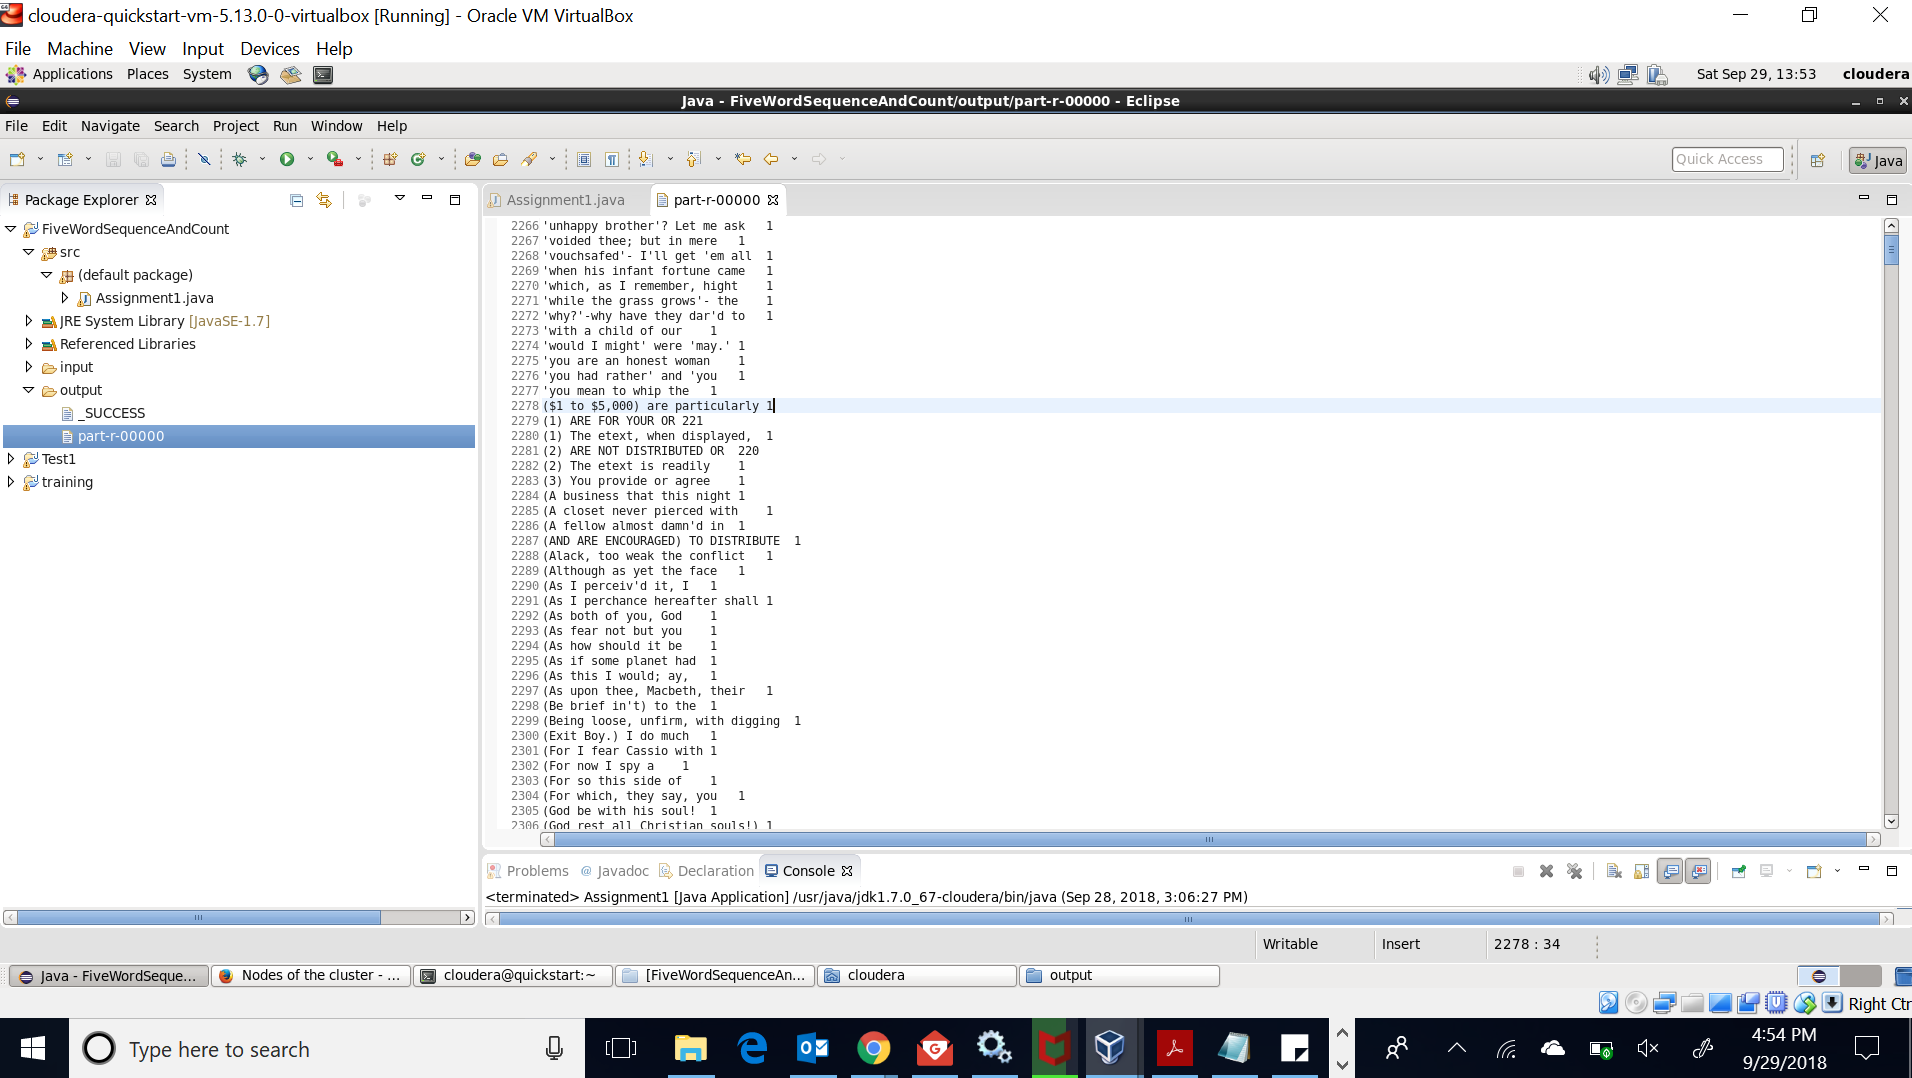 cloudera-quickstart-vm-5.13.0-0-virtualbox [Running] - Oracle VM VirtualBox
File Machine View Input Devices Help
Applications Places System Sat Sep 29, 13:53 cloudera
Java - FiveWordSequenceAndCount/output/part-r-00000 - Eclipse
File Edit Navigate Search Project Run Window Help
Quick Access Java
Package Explorer
FiveWordSequenceAndCount
src
(default package)
Assignment1.java
JRE System Library [JavaSE-1.7]
Referenced Libraries
input
output
_SUCCESS
part-r-00000
Test1
training
Assignment1.java part-r-00000
2266 'unhappy brother'? Let me ask 1
2267 'voided thee; but in mere 1
2268 'vouchsafed'- I'll get 'em all 1
2269 'when his infant fortune came 1
2270 'which, as I remember, hight 1
2271 'while the grass grows'- the 1
2272 'why?'-why have they dar'd to 1
2273 'with a child of our 1
2274 'would I might' were 'may.' 1
2275 'you are an honest woman 1
2276 'you had rather' and 'you 1
2277 'you mean to whip the 1
2278 ($1 to $5,000) are particularly 1
2279 (1) ARE FOR YOUR OR 221
2280 (1) The etext, when displayed, 1
2281 (2) ARE NOT DISTRIBUTED OR 220
2282 (2) The etext is readily 1
2283 (3) You provide or agree 1
2284 (A business that this night 1
2285 (A closet never pierced with 1
2286 (A fellow almost damn'd in 1
2287 (AND ARE ENCOURAGED) TO DISTRIBUTE 1
2288 (Alack, too weak the conflict 1
2289 (Although as yet the face 1
2290 (As I perceiv'd it, I 1
2291 (As I perchance hereafter shall 1
2292 (As both of you, God 1
2293 (As fear not but you 1
2294 (As how should it be 1
2295 (As if some planet had 1
2296 (As this I would; ay, 1
2297 (As upon thee, Macbeth, their 1
2298 (Be brief in't) to the 1
2299 (Being loose, unfirm, with digging 1
2300 (Exit Boy.) I do much 1
2301 (For I fear Cassio with 1
2302 (For now I spy a 1
2303 (For so this side of 1
2304 (For which, they say, you 1
2305 (God be with his soul! 1
2306 (God rest all Christian souls!) 1
Problems Javadoc Declaration Console
<terminated> Assignment1 [Java Application] /usr/java/jdk1.7.0_67-cloudera/bin/java (Sep 28, 2018, 3:06:27 PM)
Writable Insert 2278 : 34
Java - FiveWordSeque... Nodes of the cluster - ... cloudera@quickstart:~ [FiveWordSequenceAn... cloudera output
Right Ctr
Type here to search
4:54 PM
9/29/2018